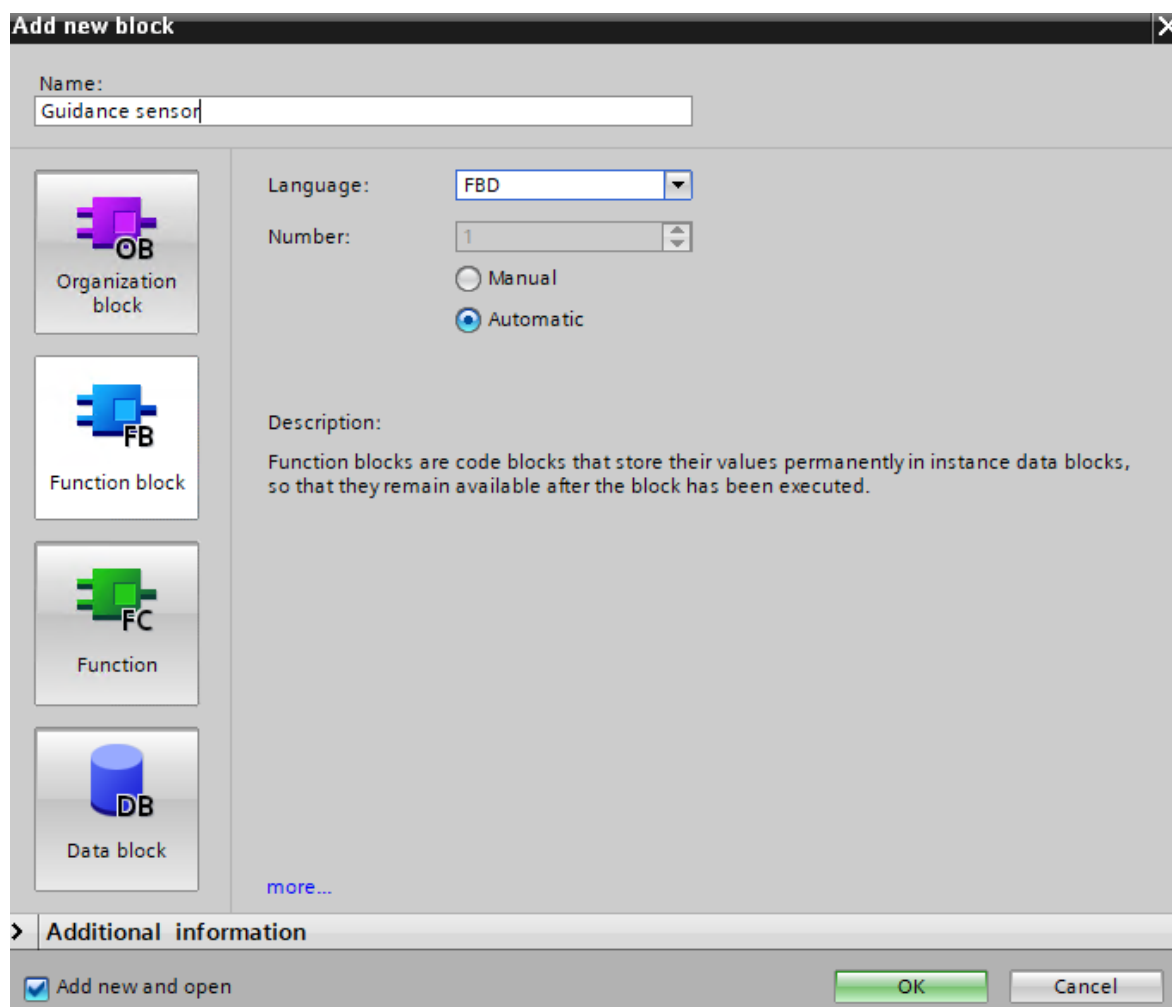 Add new block
Name:
Guidance sensor
OB
Organization
block
FB
Function block
FC
Function
DB
Data block
Language:
FBD
Number:
1
Manual
Automatic
Description:
Function blocks are code blocks that store their values permanently in instance data blocks,
so that they remain available after the block has been executed.
more...
Additional information
Add new and open
OK
Cancel